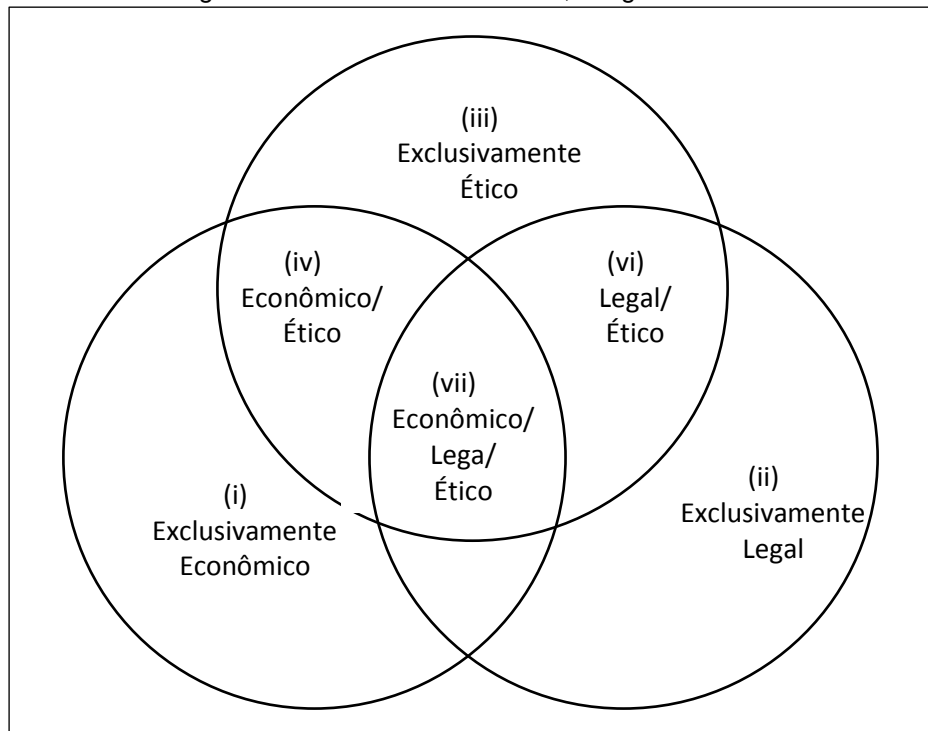 (iii)
Exclusivamente
Ético
(iv)
Econômico/
Ético
(vi)
Legal/
Ético
(vii)
Econômico/
Lega/
Ético
(i)
Exclusivamente
Econômico
(ii)
Exclusivamente
Legal